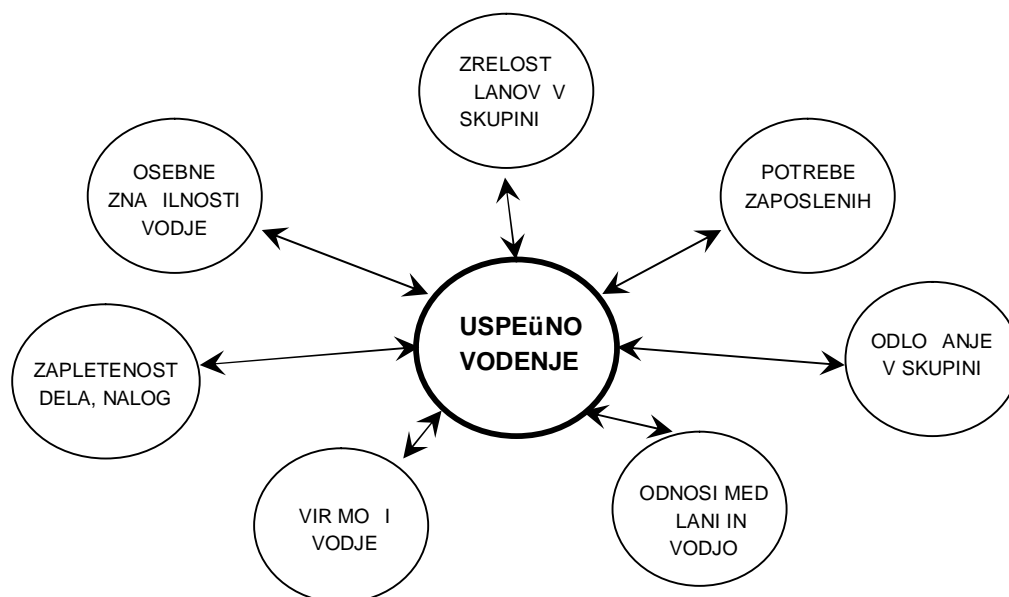 ZRELOST
LANOV V
SKUPINI
OSEBNE
ZNA ILNOSTI
VODJE
POTREBE
ZAPOSLENIH
USPEüNO
VODENJE
ZAPLETENOST
DELA, NALOG
ODLO ANJE
V SKUPINI
VIR MO I
VODJE
ODNOSI MED
LANI IN
VODJO